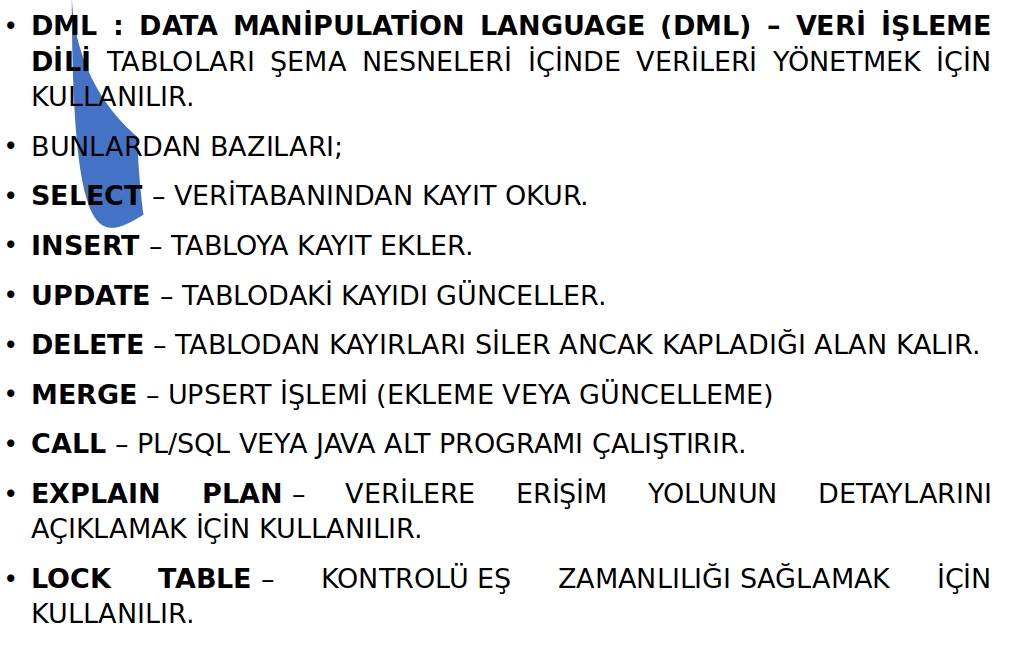 • DML : DATA MANİPULATİON LANGUAGE (DML) – VERİ İŞLEME
DİLİ TABLOLARI ŞEMA NESNELERİ İÇİNDE VERİLERİ YÖNETMEK İÇİN
KULLANILIR.
• BUNLARDAN BAZILARI;
• SELECT – VERİTABANINDAN KAYIT OKUR.
• INSERT – TABLOYA KAYIT EKLER.
• UPDATE – TABLODAKİ KAYIDI GÜNCELLER.
• DELETE – TABLODAN KAYIRLARI SİLER ANCAK KAPLADIĞI ALAN KALIR.
• MERGE – UPSERT İŞLEMİ (EKLEME VEYA GÜNCELLEME)
• CALL – PL/SQL VEYA JAVA ALT PROGRAMI ÇALIŞTIRIR.
• EXPLAIN PLAN – VERİLERE ERİŞİM YOLUNUN DETAYLARINI
AÇIKLAMAK İÇİN KULLANILIR.
• LOCK TABLE – KONTROLÜ EŞ ZAMANLILIĞI SAĞLAMAK İÇİN
KULLANILIR.